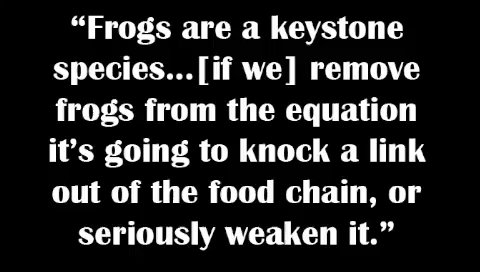 “Frogs are a keystone
species...[if we] remove
frogs from the equation
it’s going to knock a link
out of the food chain, or
seriously weaken it.”